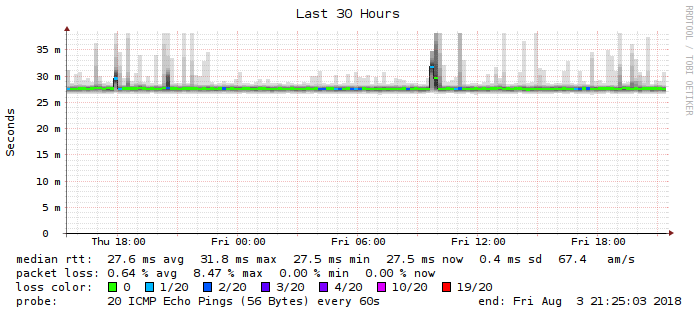 Last 30 Hours
RRDTOOL / TOBI OETIKER
Seconds
35 m
30 m
25 m
20 m
15 m
10 m
5 m
0
Thu 18:00 Fri 00:00 Fri 06:00 Fri 12:00 Fri 18:00
median rtt: 27.6 ms avg 31.8 ms max 27.5 ms min 27.5 ms now 0.4 ms sd 67.4 am/s
packet loss: 0.64 % avg 8.47 % max 0.00 % min 0.00 % now
loss color: 0 1/20 2/20 3/20 4/20 10/20 19/20
probe: 20 ICMP Echo Pings (56 Bytes) every 60s end: Fri Aug 3 21:25:03 2018